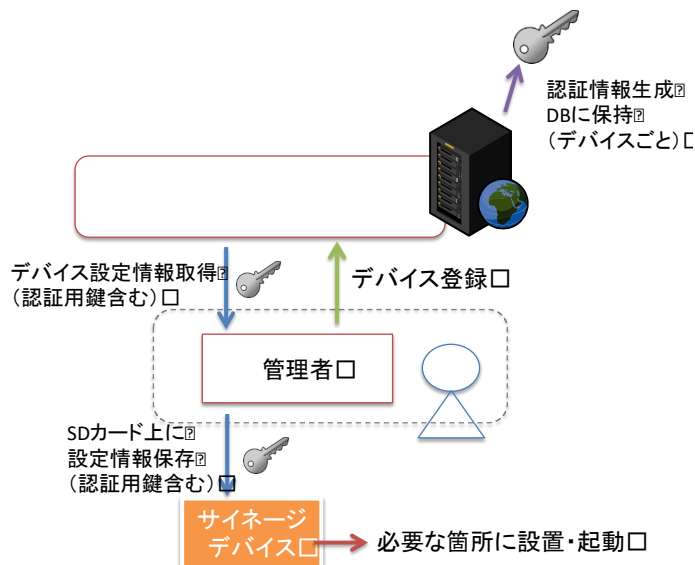 認証情報生成
DBに保持
（デバイスごと）
デバイス設定情報取得
（認証用鍵含む）
デバイス登録
管理者
SDカード上に
設定情報保存
（認証用鍵含む）
サイネージ
デバイス
必要な箇所に設置・起動